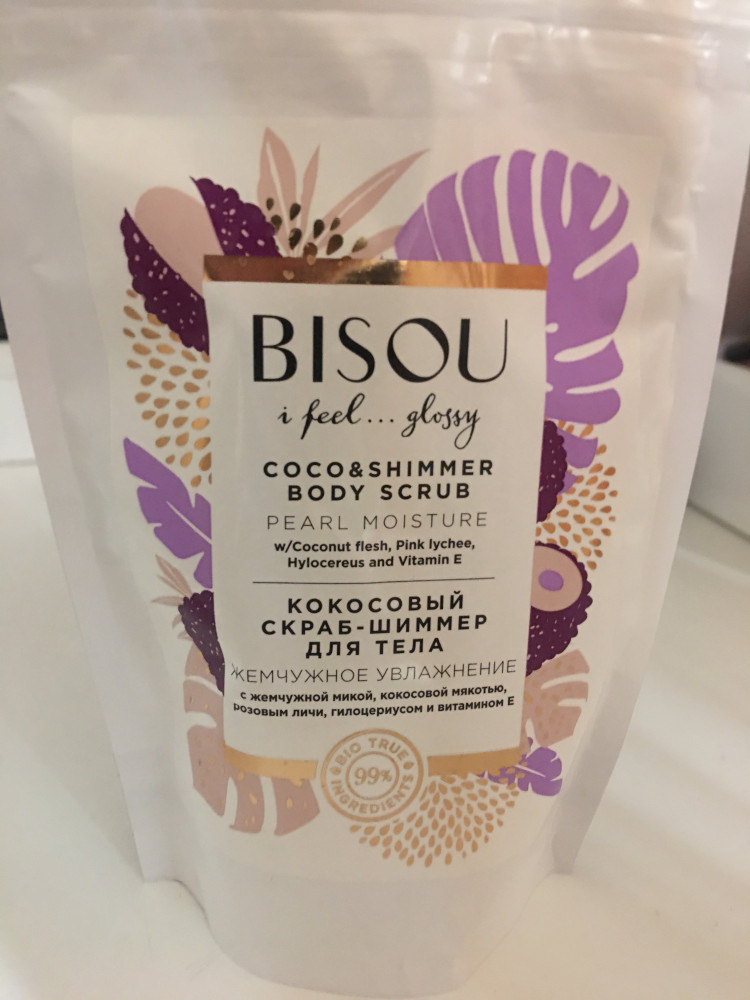 BISOU
i feel... glossy
COCO&SHIMMER
BODY SCRUB
PEARL MOISTURE
w/Coconut flesh, Pink lychee,
Hylocereus and Vitamin E
КОКОСОВЫЙ
СКРАБ-ШИММЕР
ДЛЯ ТЕЛА
ЖЕМЧУЖНОЕ УВЛАЖНЕНИЕ
с жемчужной микой, кокосовой мякотью,
розовым личи, гилоцериусом и витамином Е
BIO TRUE
99%
INGREDIENTS